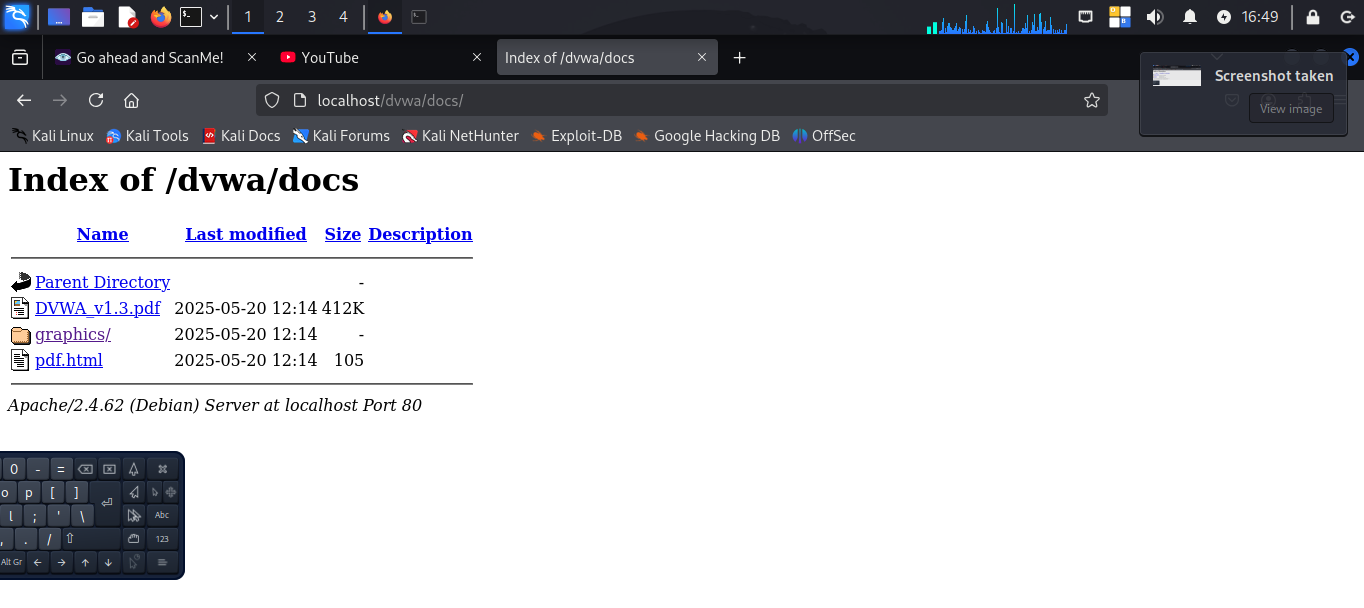 1 2 3 4 16:49
Go ahead and ScanMe! YouTube Index of /dvwa/docs
Screenshot taken
View image
localhost/dvwa/docs/
Kali Linux Kali Tools Kali Docs Kali Forums Kali NetHunter Exploit-DB Google Hacking DB OffSec
Index of /dvwa/docs
Name Last modified Size Description
Parent Directory -
DVWA_v1.3.pdf 2025-05-20 12:14 412K
graphics/ 2025-05-20 12:14 -
pdf.html 2025-05-20 12:14 105
Apache/2.4.62 (Debian) Server at localhost Port 80
0 - =
o p [ ]
l ; ' \ Abc
, . / 123
Alt Gr